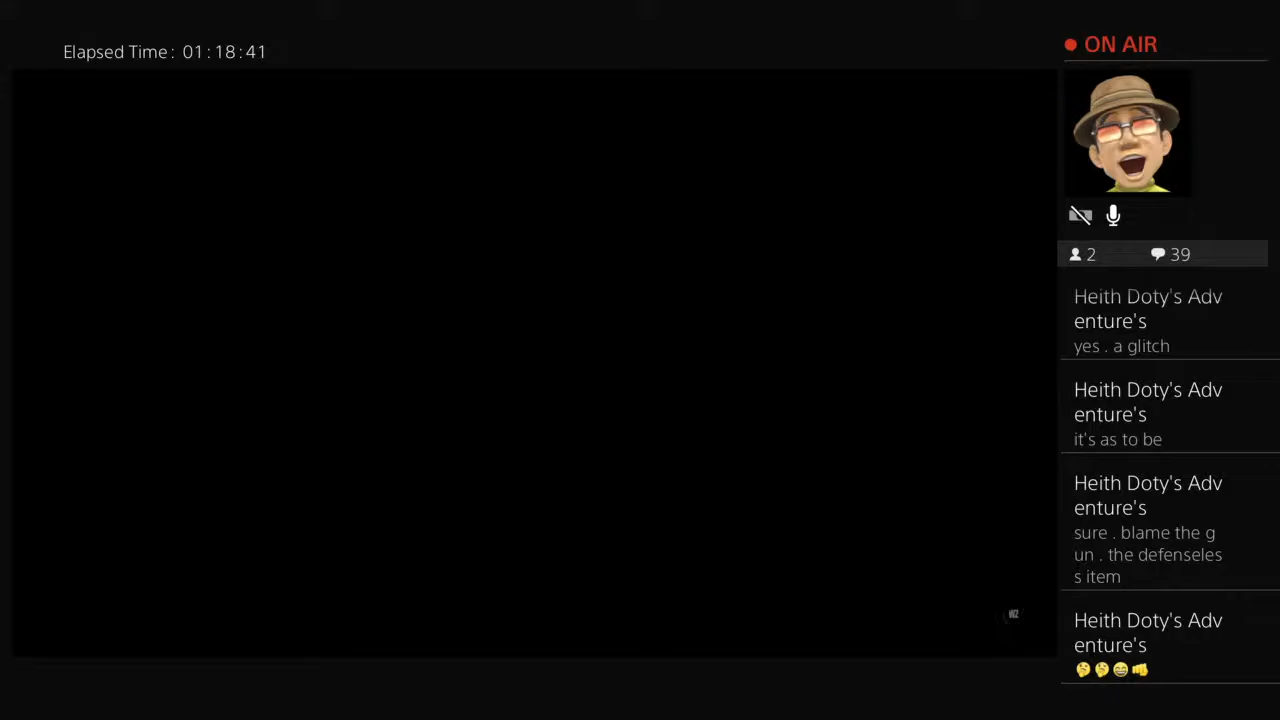 Elapsed Time: 01:18:41
ON AIR
2 39
Heith Doty's Adv
enture's
yes . a glitch
Heith Doty's Adv
enture's
it's as to be
Heith Doty's Adv
enture's
sure . blame the g
un . the defenseles
s item
Heith Doty's Adv
enture's
🤔🤔😄👊